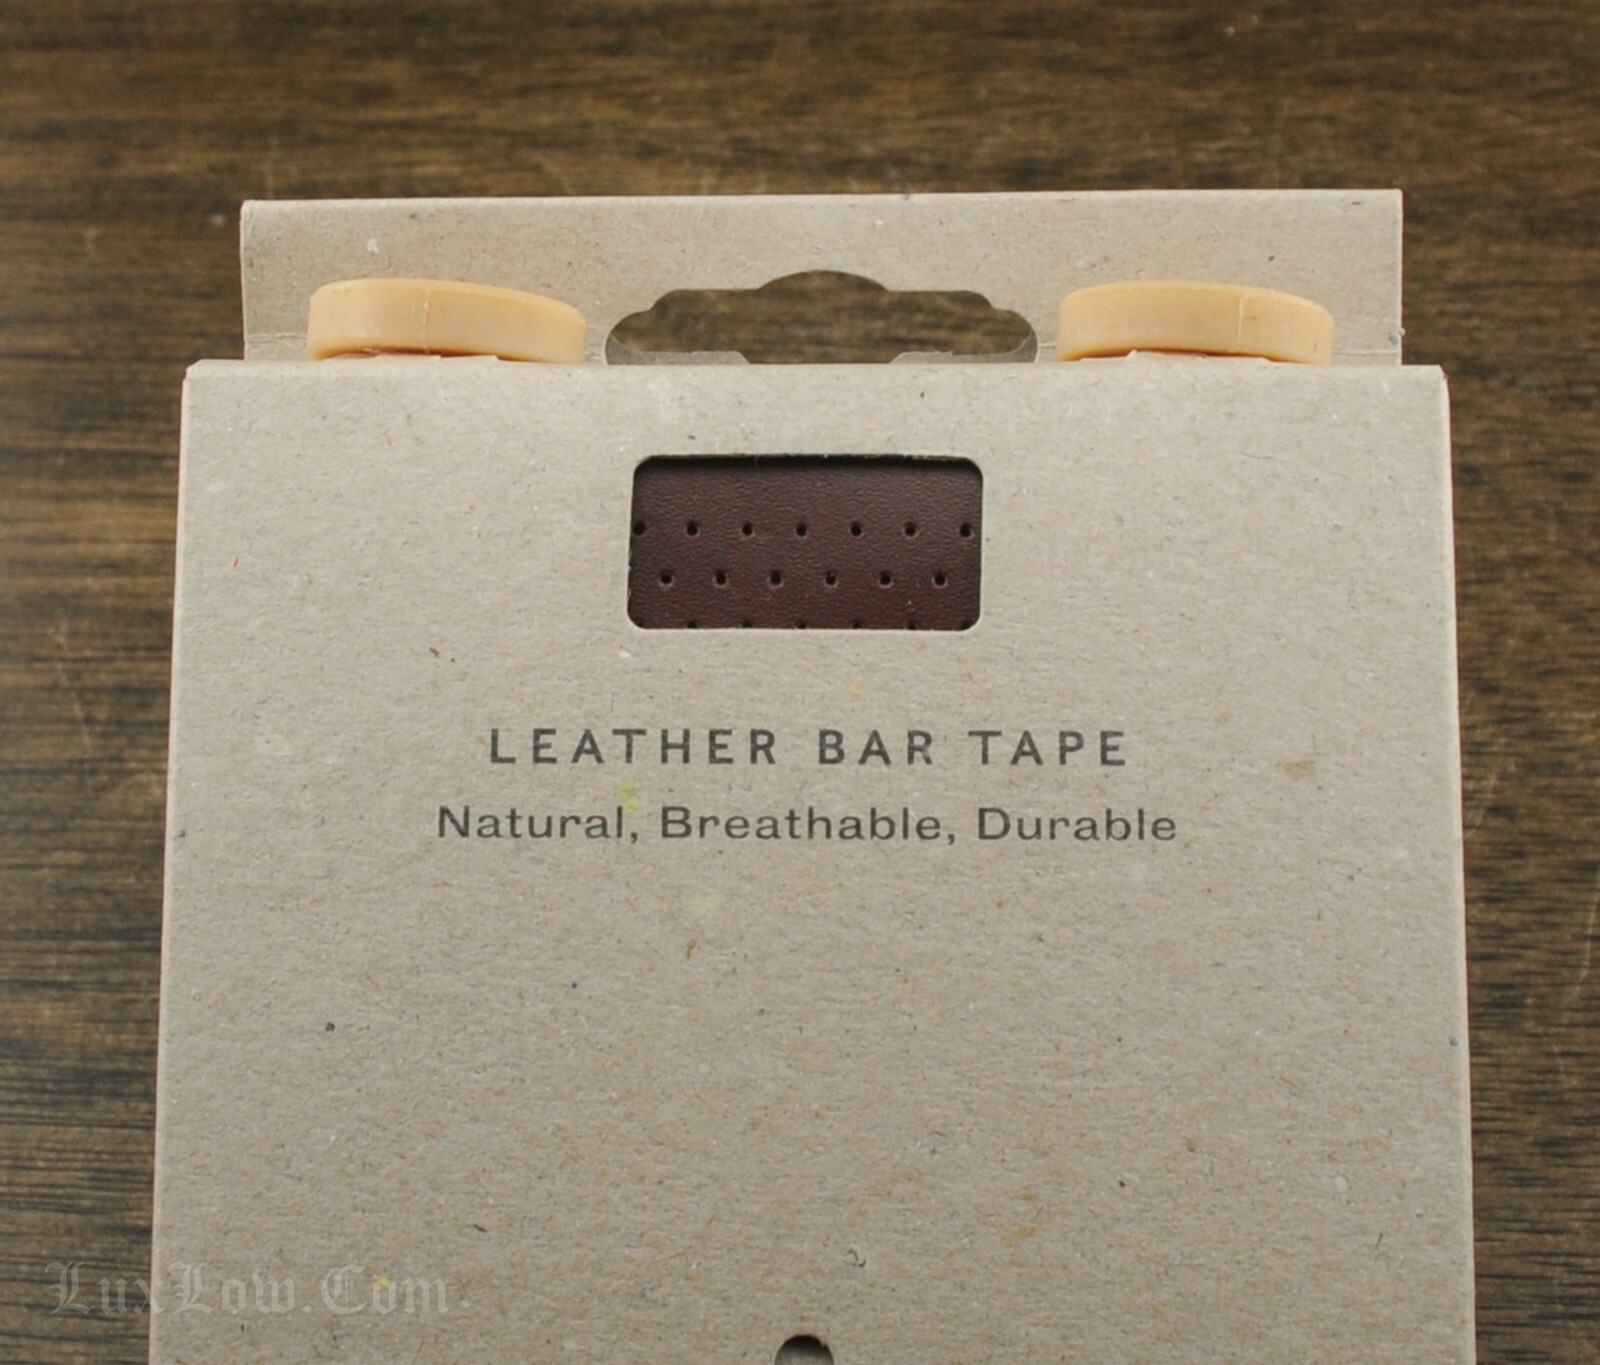 LEATHER BAR TAPE
Natural, Breathable, Durable
LuxLow.Com